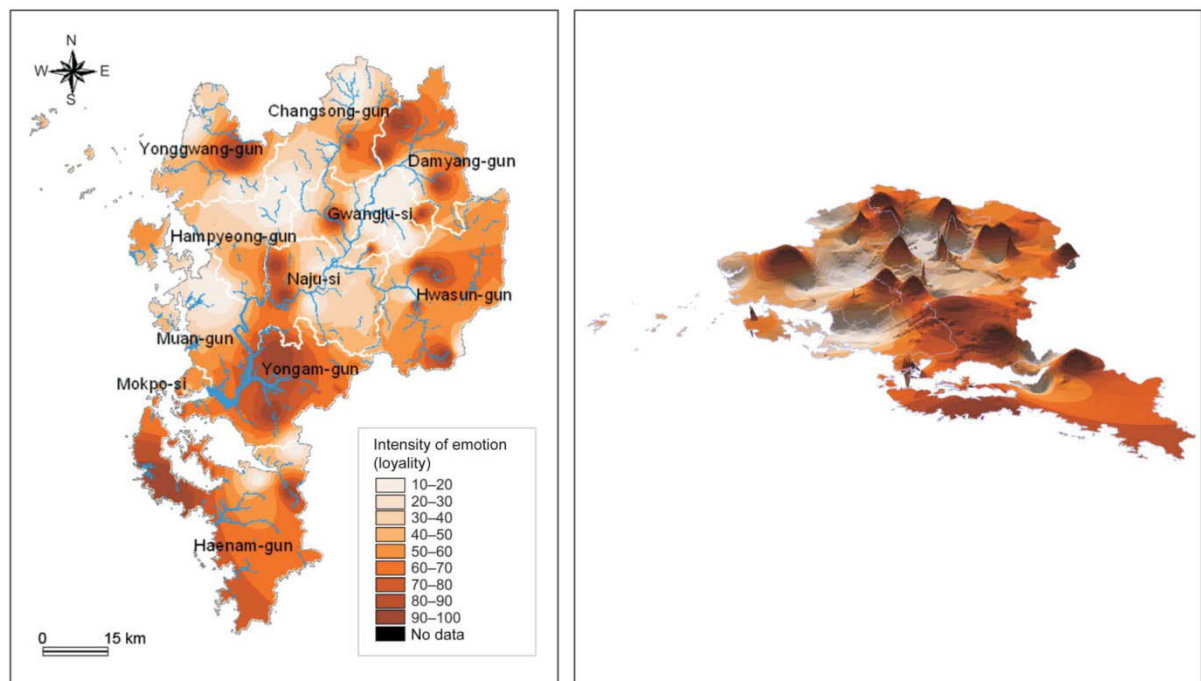 N
W E
S
Changsong-gun
Yonggwang-gun
Damyang-gun
Gwangju-si
Hampyeong-gun
Naju-si
Hwasun-gun
Muan-gun
Yongam-gun
Mokpo-si
Haenam-gun
Intensity of emotion
(loyality)
10–20
20–30
30–40
40–50
50–60
60–70
70–80
80–90
90–100
No data
0 15 km